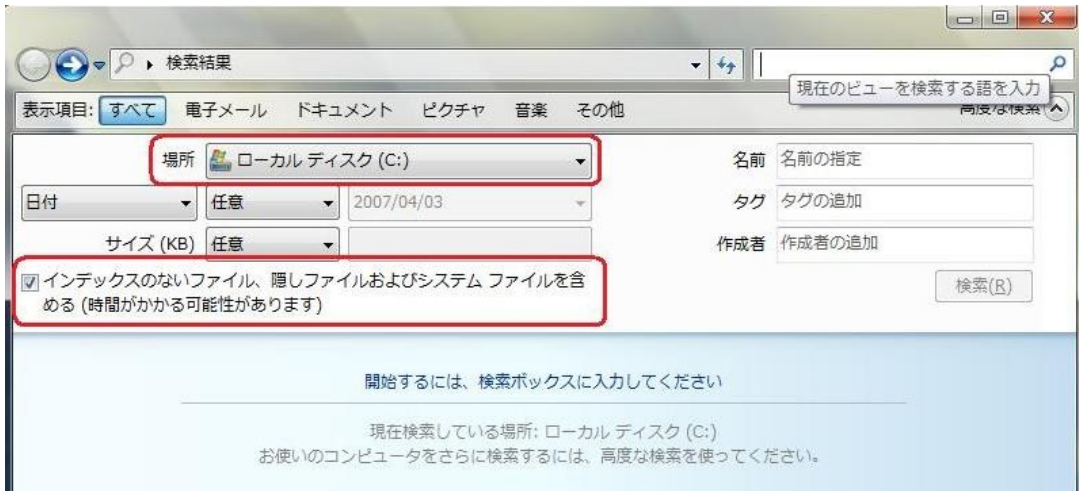 検索結果
現在のビューを検索する語を入力
表示項目: すべて 電子メール ドキュメント ピクチャ 音楽 その他 高度な検索
場所 ローカル ディスク (C:) 名前 名前の指定
日付 任意 2007/04/03 タグ タグの追加
サイズ (KB) 任意 作成者 作成者の追加
インデックスのないファイル、隠しファイルおよびシステム ファイルを含
める (時間がかかる可能性があります)
検索(R)
開始するには、検索ボックスに入力してください
現在検索している場所: ローカル ディスク (C:)
お使いのコンピュータをさらに検索するには、高度な検索を使ってください。